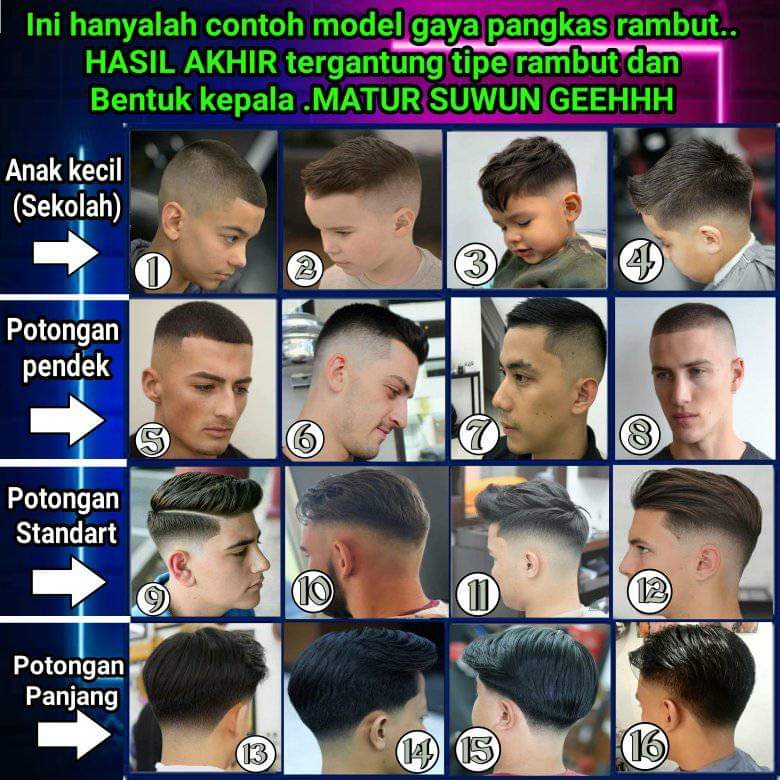 Ini hanyalah contoh model gaya pangkas rambut..
HASIL AKHIR tergantung tipe rambut dan
Bentuk kepala .MATUR SUWUN GEEHHH
Anak kecil
(Sekolah)
1
2
3
4
Potongan
pendek
5
6
7
8
Potongan
Standart
9
10
11
12
Potongan
Panjang
13
14
15
16